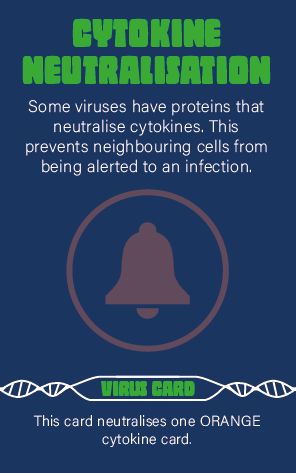 CYTOKINE
NEUTRALISATION
Some viruses have proteins that
neutralise cytokines. This
prevents neighbouring cells from
being alerted to an infection.
VIRUS CARD
This card neutralises one ORANGE
cytokine card.